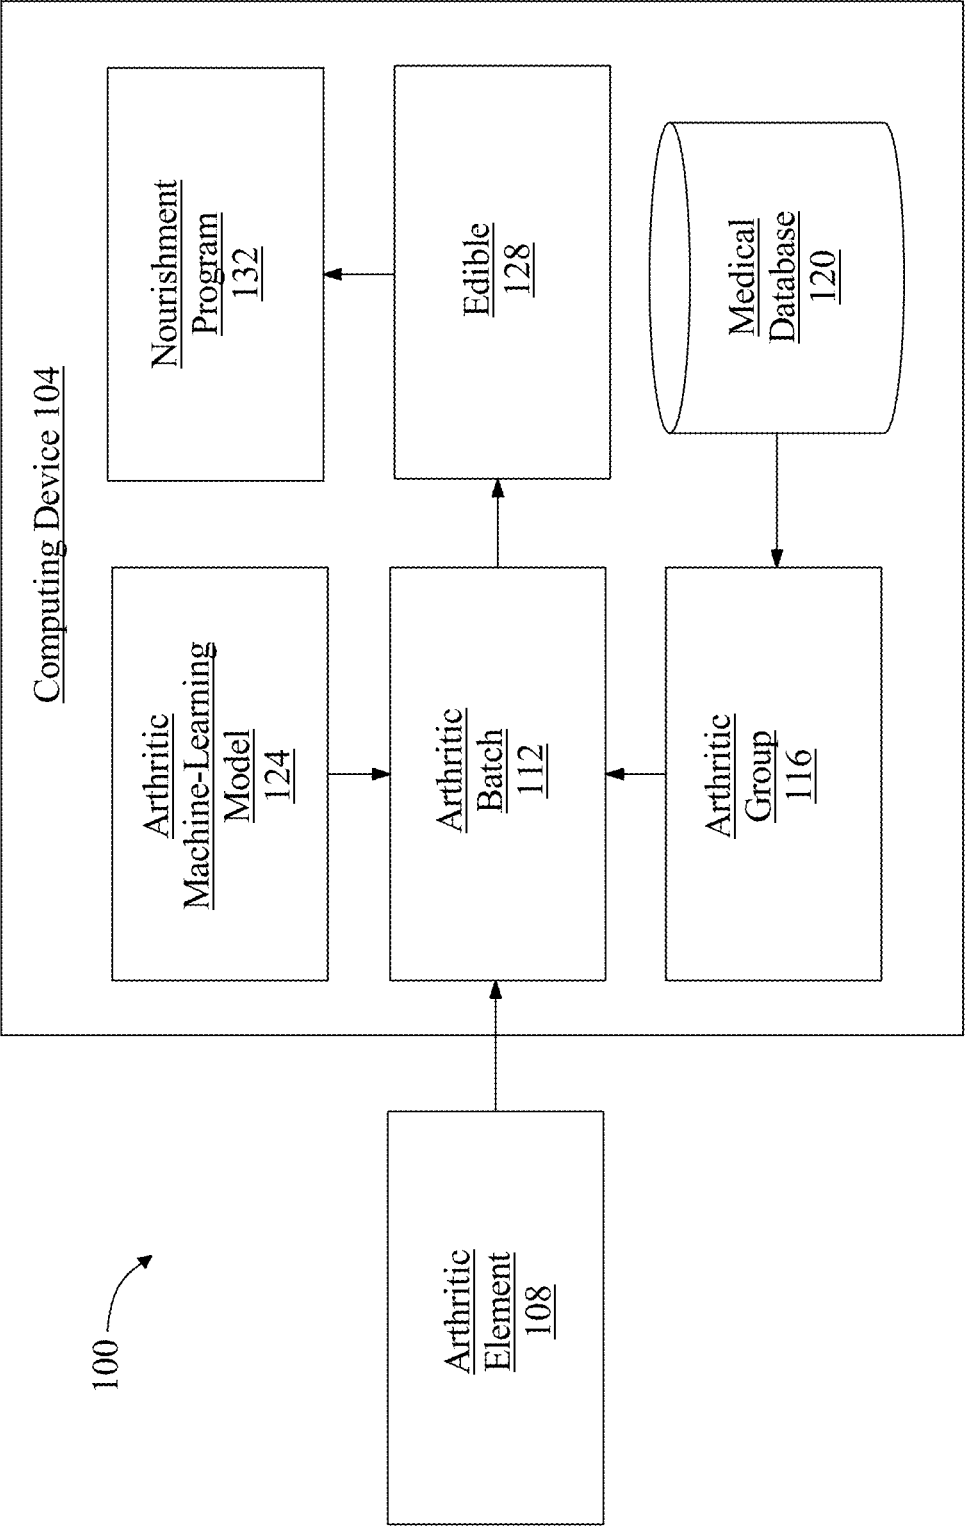 100
Computing Device 104
Arthritic
Element
108
Arthritic
Machine-Learning
Model
124
Nourishment
Program
132
Arthritic
Batch
112
Edible
128
Arthritic
Group
116
Medical
Database
120